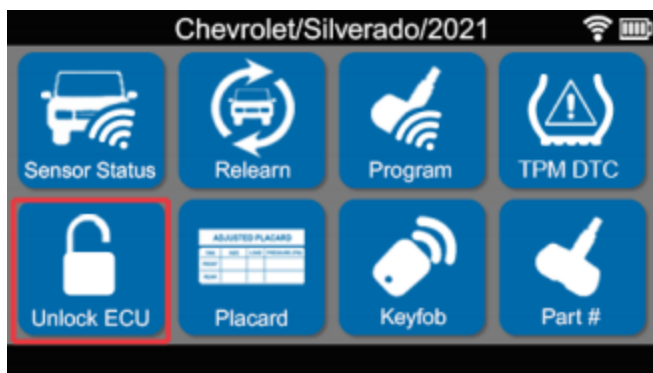 Chevrolet/Silverado/2021
Sensor Status
Relearn
Program
TPM DTC
ADJUSTED PLACARD
Unlock ECU
Placard
Keyfob
Part #